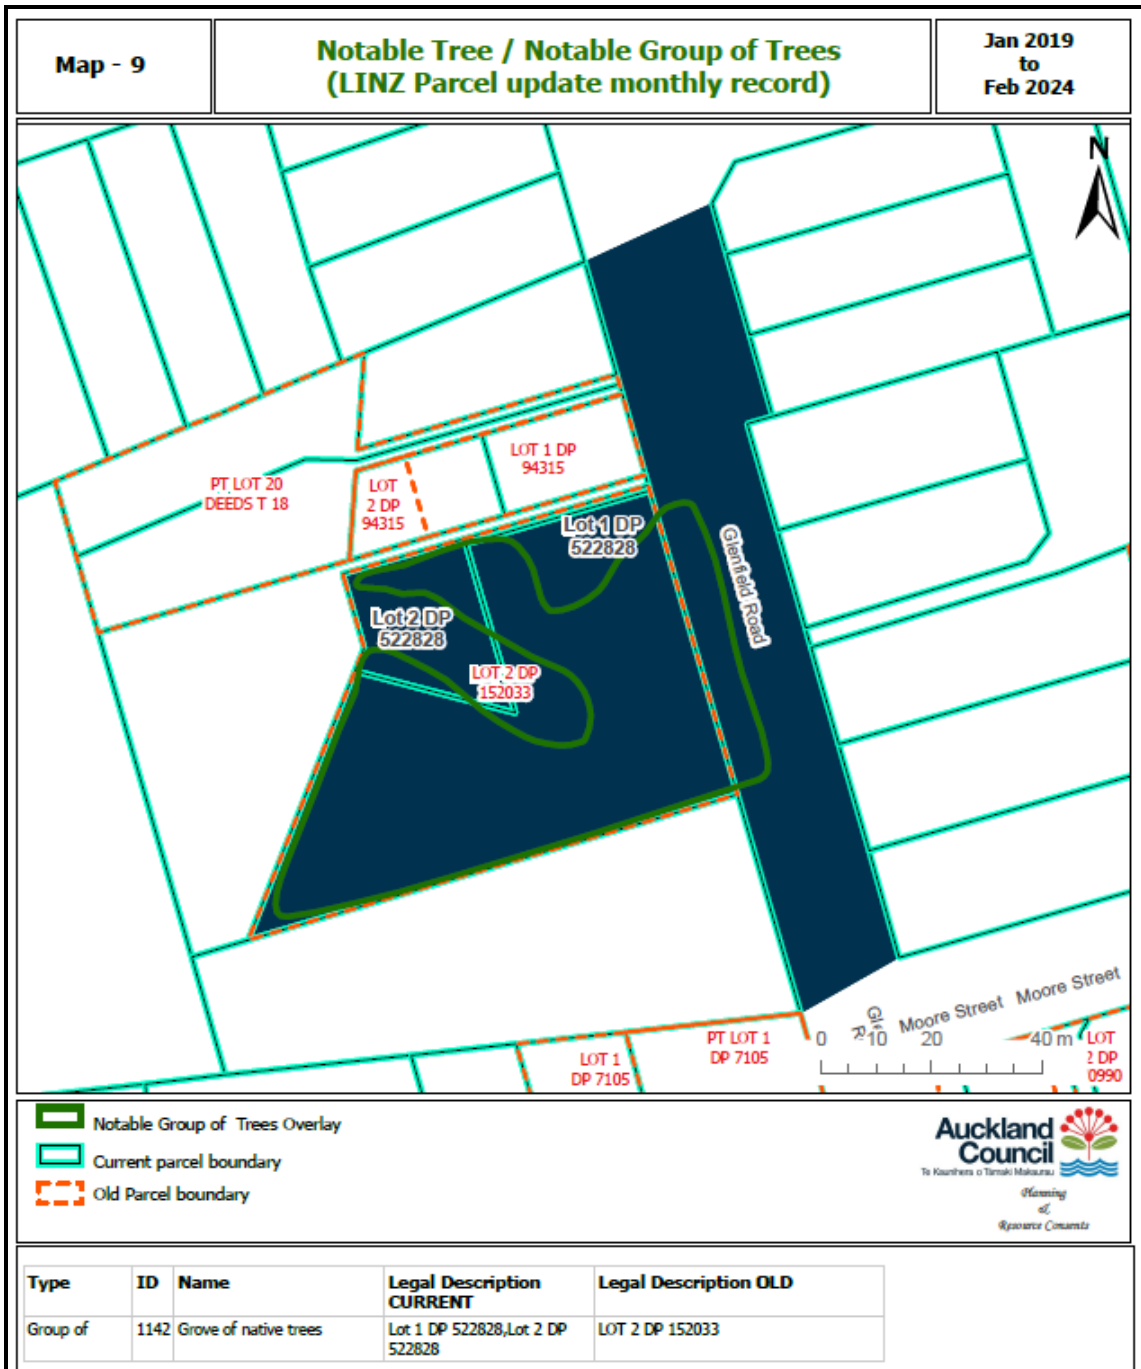 Map - 9
Notable Tree / Notable Group of Trees
(LINZ Parcel update monthly record)
Jan 2019
to
Feb 2024
N
LOT 1 DP
94315
PT LOT 20
DEEDS T 18
LOT
2 DP
94315
Lot 1 DP
522828
Glenfield Road
Lot 2 DP
522828
LOT 2 DP
152033
Moore Street
Moore Street
0 10 20 40 m
PT LOT 1
DP 7105
LOT 1
DP 7105
LOT
2 DP
0990
Notable Group of Trees Overlay
Current parcel boundary
Old Parcel boundary
Auckland
Council
Te Kaunihera o Tāmaki Makaurau
Planning
&
Resource Consents
Type ID Name Legal Description CURRENT Legal Description OLD
Group of 1142 Grove of native trees Lot 1 DP 522828,Lot 2 DP 522828 LOT 2 DP 152033